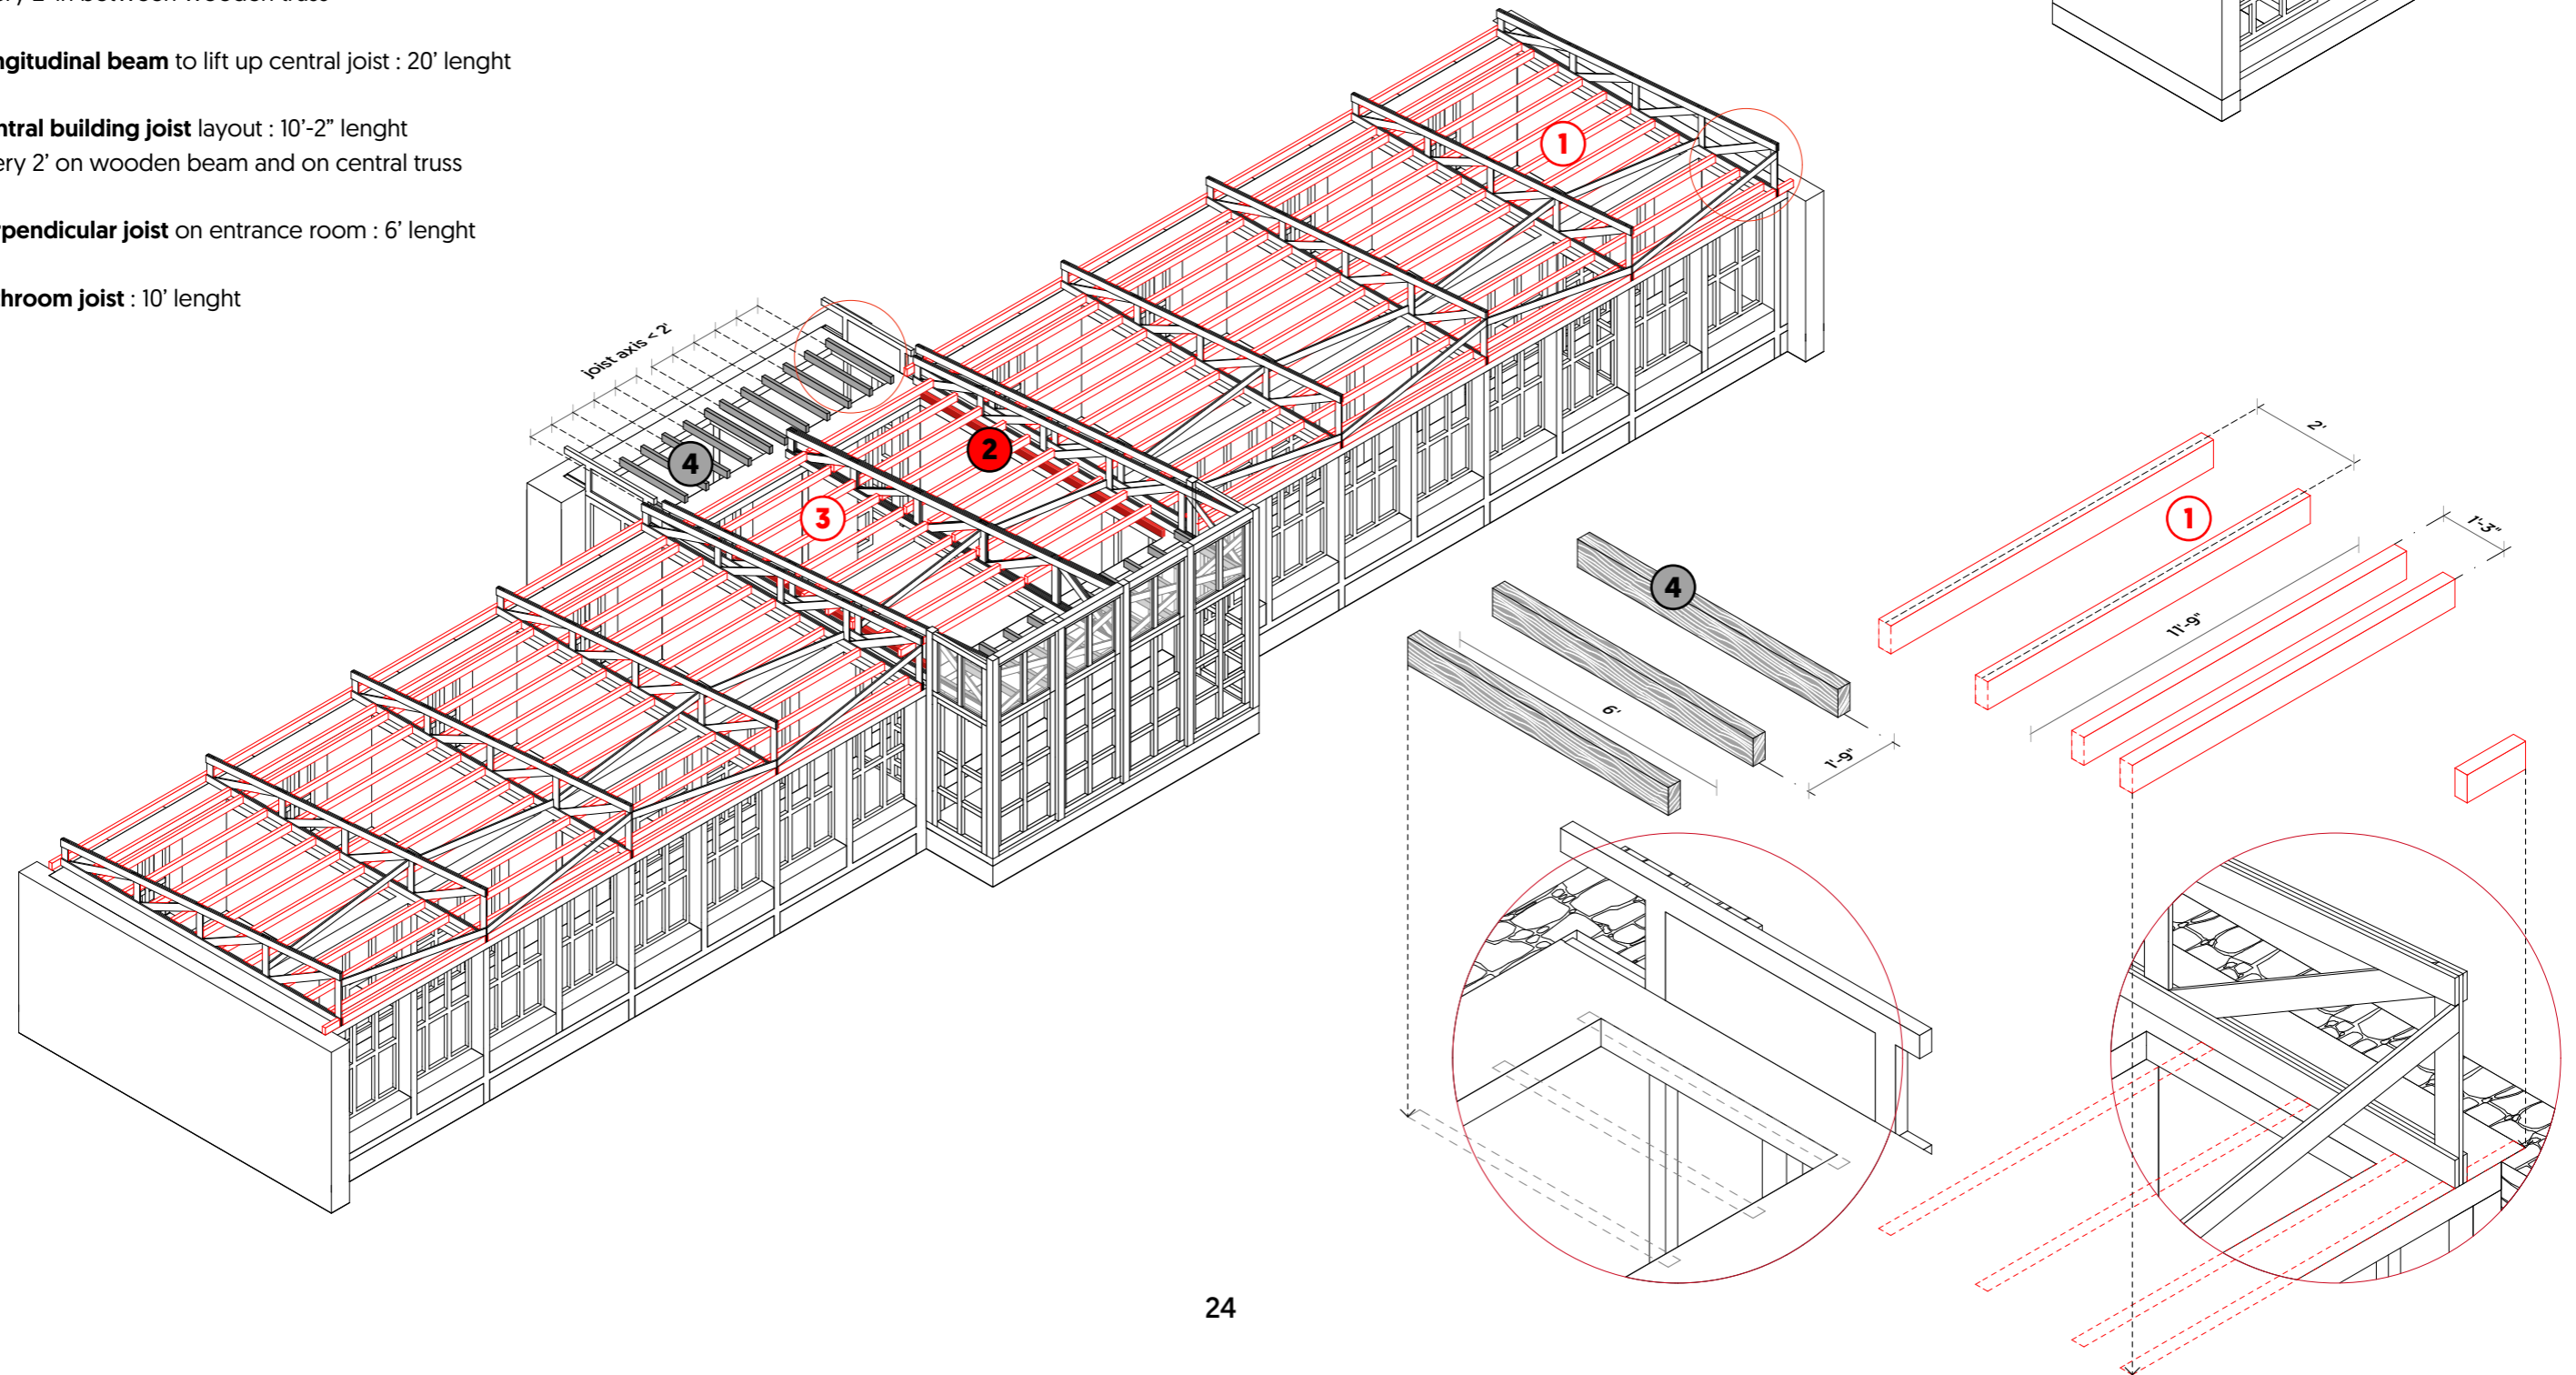 ngitudinal beam to lift up central joist : 20' lenght
ntral building joist layout : 10'-2" lenght
ery 2' on wooden beam and on central truss
rpendicular joist on entrance room : 6' lenght
throom joist : 10' lenght
joist axis < 2'
1
2
3
4
4
1
2'
1'-3"
11'-9"
6'
1'-9"
24